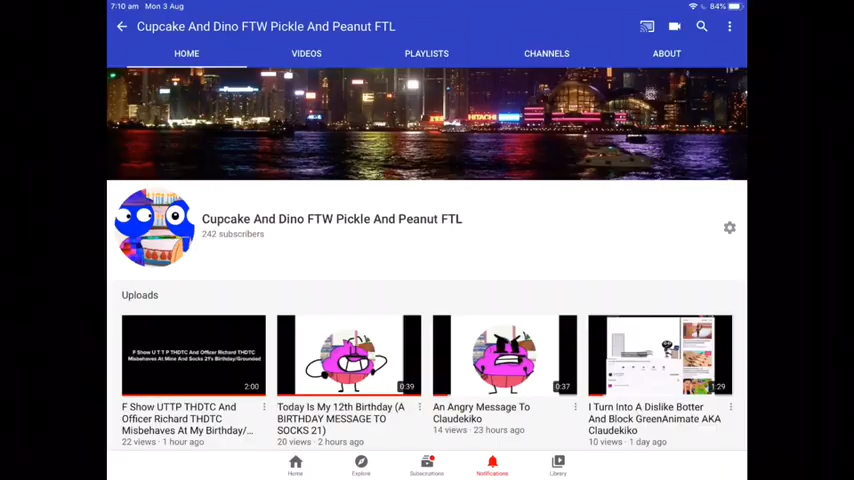 7:10 am Mon 3 Aug
84%
Cupcake And Dino FTW Pickle And Peanut FTL
HOME VIDEOS PLAYLISTS CHANNELS ABOUT
Panasonic
HITACHI
Cupcake And Dino FTW Pickle And Peanut FTL
242 subscribers
Uploads
F Show U T T P THDTC And Officer Richard THDTC
Misbehaves At Mine And Socks 21's Birthday/Grounded
2:00
0:39
0:37
1:29
F Show UTTP THDTC And
Officer Richard THDTC
Misbehaves At My Birthday/...
22 views · 1 hour ago
Today Is My 12th Birthday (A
BIRTHDAY MESSAGE TO
SOCKS 21)
20 views · 2 hours ago
An Angry Message To
Claudekiko
14 views · 23 hours ago
I Turn Into A Dislike Botter
And Block GreenAnimate AKA
Claudekiko
10 views · 1 day ago
Home Explore Subscriptions Notifications Library